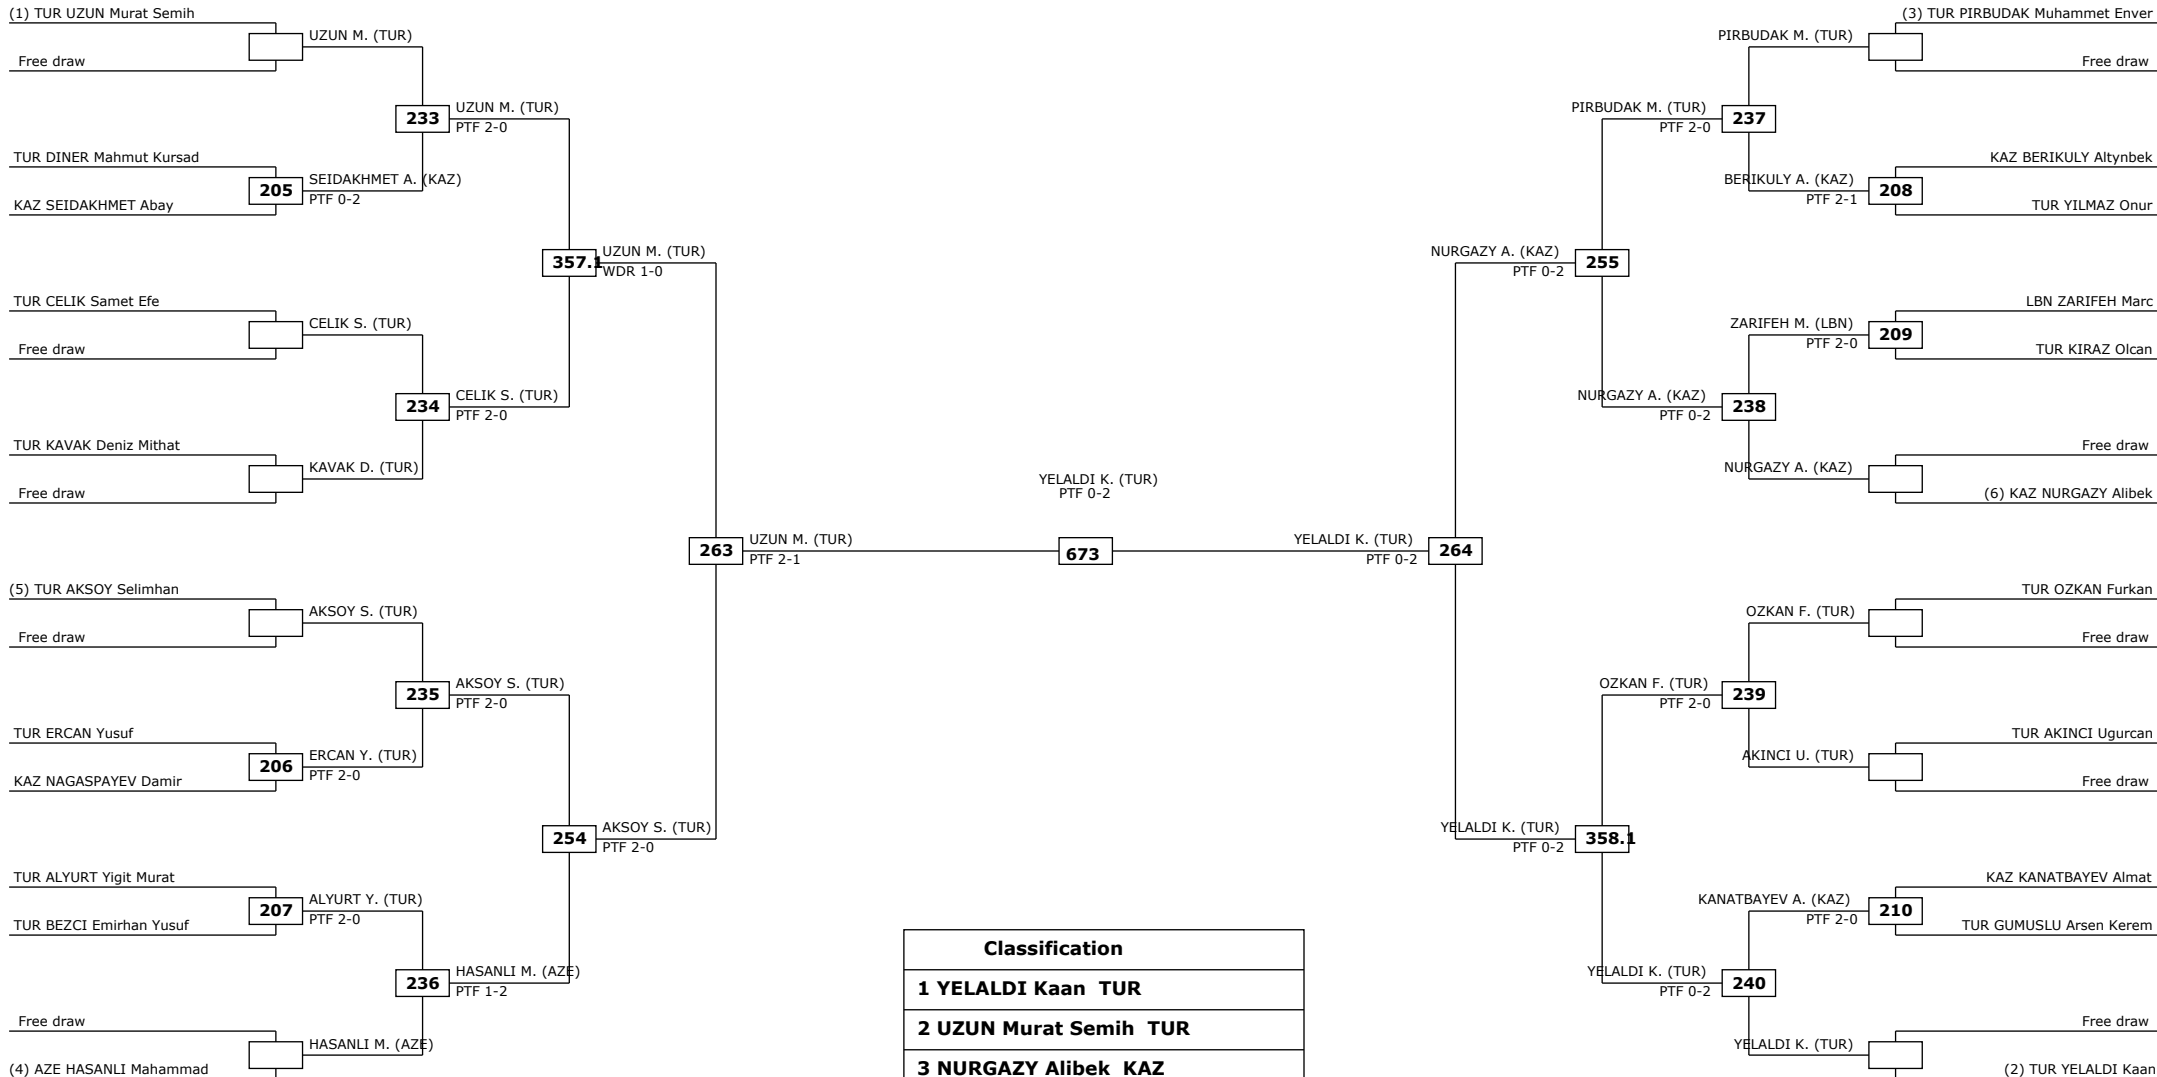 (1) TUR UZUN Murat Semih
Free draw
UZUN M. (TUR)
233
UZUN M. (TUR)
PTF 2-0
TUR DINER Mahmut Kursad
KAZ SEIDAKHMET Abay
205
SEIDAKHMET A. (KAZ)
PTF 0-2
357.1
UZUN M. (TUR)
WDR 1-0
TUR CELIK Samet Efe
Free draw
CELIK S. (TUR)
234
CELIK S. (TUR)
PTF 2-0
TUR KAVAK Deniz Mithat
Free draw
KAVAK D. (TUR)
263
UZUN M. (TUR)
PTF 2-1
(5) TUR AKSOY Selimhan
Free draw
AKSOY S. (TUR)
235
AKSOY S. (TUR)
PTF 2-0
TUR ERCAN Yusuf
KAZ NAGASPAYEV Damir
206
ERCAN Y. (TUR)
PTF 2-0
254
AKSOY S. (TUR)
PTF 2-0
TUR ALYURT Yigit Murat
TUR BEZCI Emirhan Yusuf
207
ALYURT Y. (TUR)
PTF 2-0
236
HASANLI M. (AZE)
PTF 1-2
Free draw
(4) AZE HASANLI Mahammad
HASANLI M. (AZE)
YELALDI K. (TUR)
PTF 0-2
673
(3) TUR PIRBUDAK Muhammet Enver
Free draw
PIRBUDAK M. (TUR)
PIRBUDAK M. (TUR)
PTF 2-0
237
KAZ BERIKULY Altynbek
TUR YILMAZ Onur
BERIKULY A. (KAZ)
PTF 2-1
208
NURGAZY A. (KAZ)
PTF 0-2
255
LBN ZARIFEH Marc
TUR KIRAZ Olcan
ZARIFEH M. (LBN)
PTF 2-0
209
NURGAZY A. (KAZ)
PTF 0-2
238
Free draw
(6) KAZ NURGAZY Alibek
NURGAZY A. (KAZ)
YELALDI K. (TUR)
PTF 0-2
264
TUR OZKAN Furkan
Free draw
OZKAN F. (TUR)
OZKAN F. (TUR)
PTF 2-0
239
TUR AKINCI Ugurcan
Free draw
AKINCI U. (TUR)
YELALDI K. (TUR)
PTF 0-2
358.1
KAZ KANATBAYEV Almat
TUR GUMUSLU Arsen Kerem
KANATBAYEV A. (KAZ)
PTF 2-0
210
YELALDI K. (TUR)
PTF 0-2
240
Free draw
(2) TUR YELALDI Kaan
YELALDI K. (TUR)
Classification
1 YELALDI Kaan TUR
2 UZUN Murat Semih TUR
3 NURGAZY Alibek KAZ